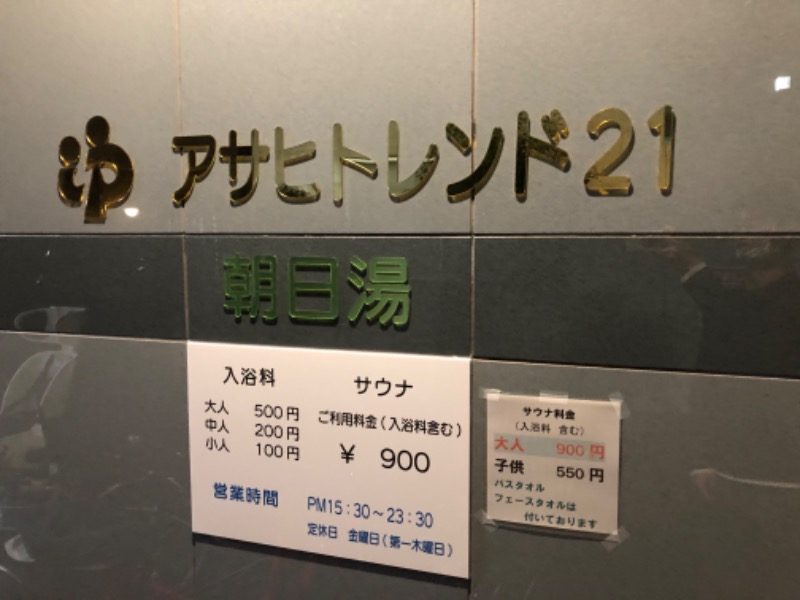 ゆ アサヒトレンド21
朝日湯
入浴料
大人 500円
中人 200円
小人 100円
サウナ
ご利用料金(入浴料含む)
¥ 900
営業時間 PM15:30～23:30
定休日 金曜日(第一木曜日)
サウナ料金
(入浴料 含む)
大人 900円
子供 550円
バスタオル
フェースタオルは
付いております